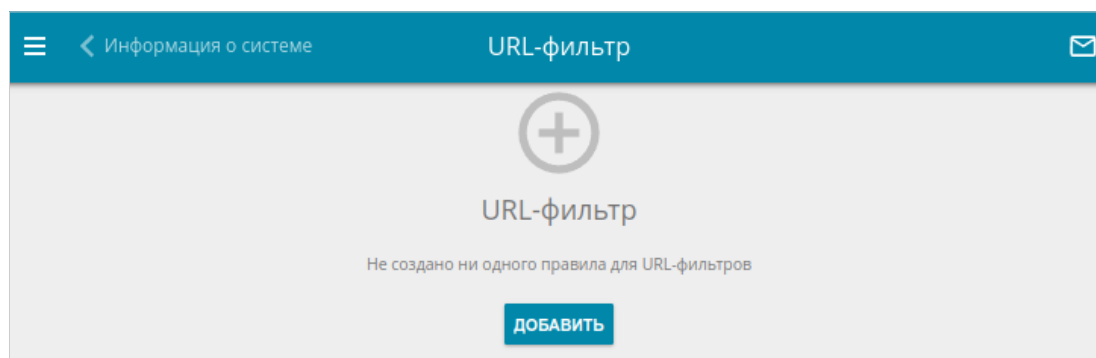 Информация о системе
URL-фильтр
URL-фильтр
Не создано ни одного правила для URL-фильтров
ДОБАВИТЬ